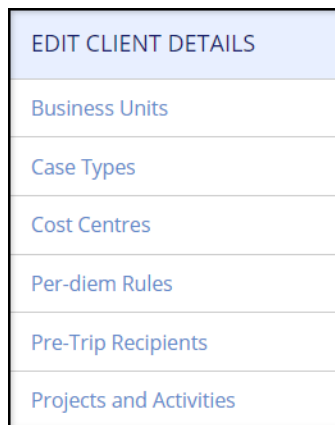 EDIT CLIENT DETAILS
Business Units
Case Types
Cost Centres
Per-diem Rules
Pre-Trip Recipients
Projects and Activities